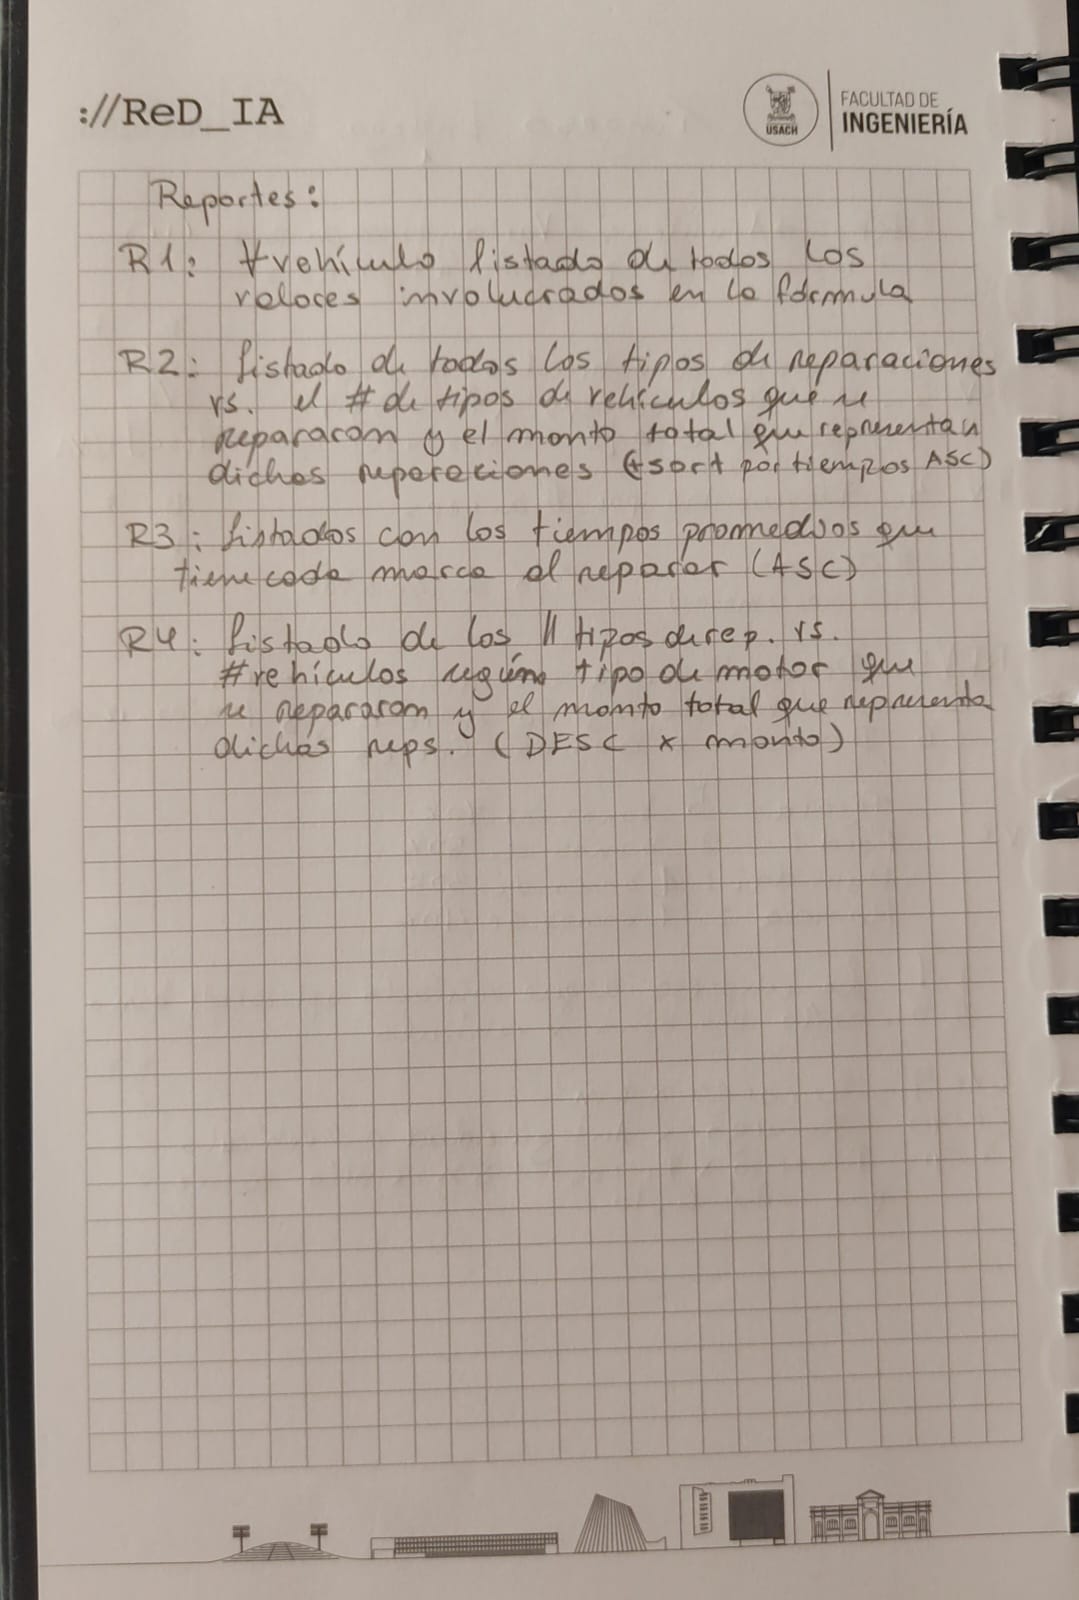 ://ReD_IA
USACH
FACULTAD DE
INGENIERÍA
Reportes:
R1: ∀vehículo listado de todos los
valores involucrados en la fórmula
R2: Listado de todos los tipos de reparaciones
vs. el # de tipos de vehículos que se
repararon y el monto total que representan
dichas reparaciones (+sort por tiempos ASC)
R3: Listados con los tiempos promedios que
tiene cada marca al reparar (ASC)
R4: Listado de los 11 tipos de rep. vs.
#vehículos según tipo de motor que
se repararon y el monto total que representa
dichas reps. (DESC x monto)